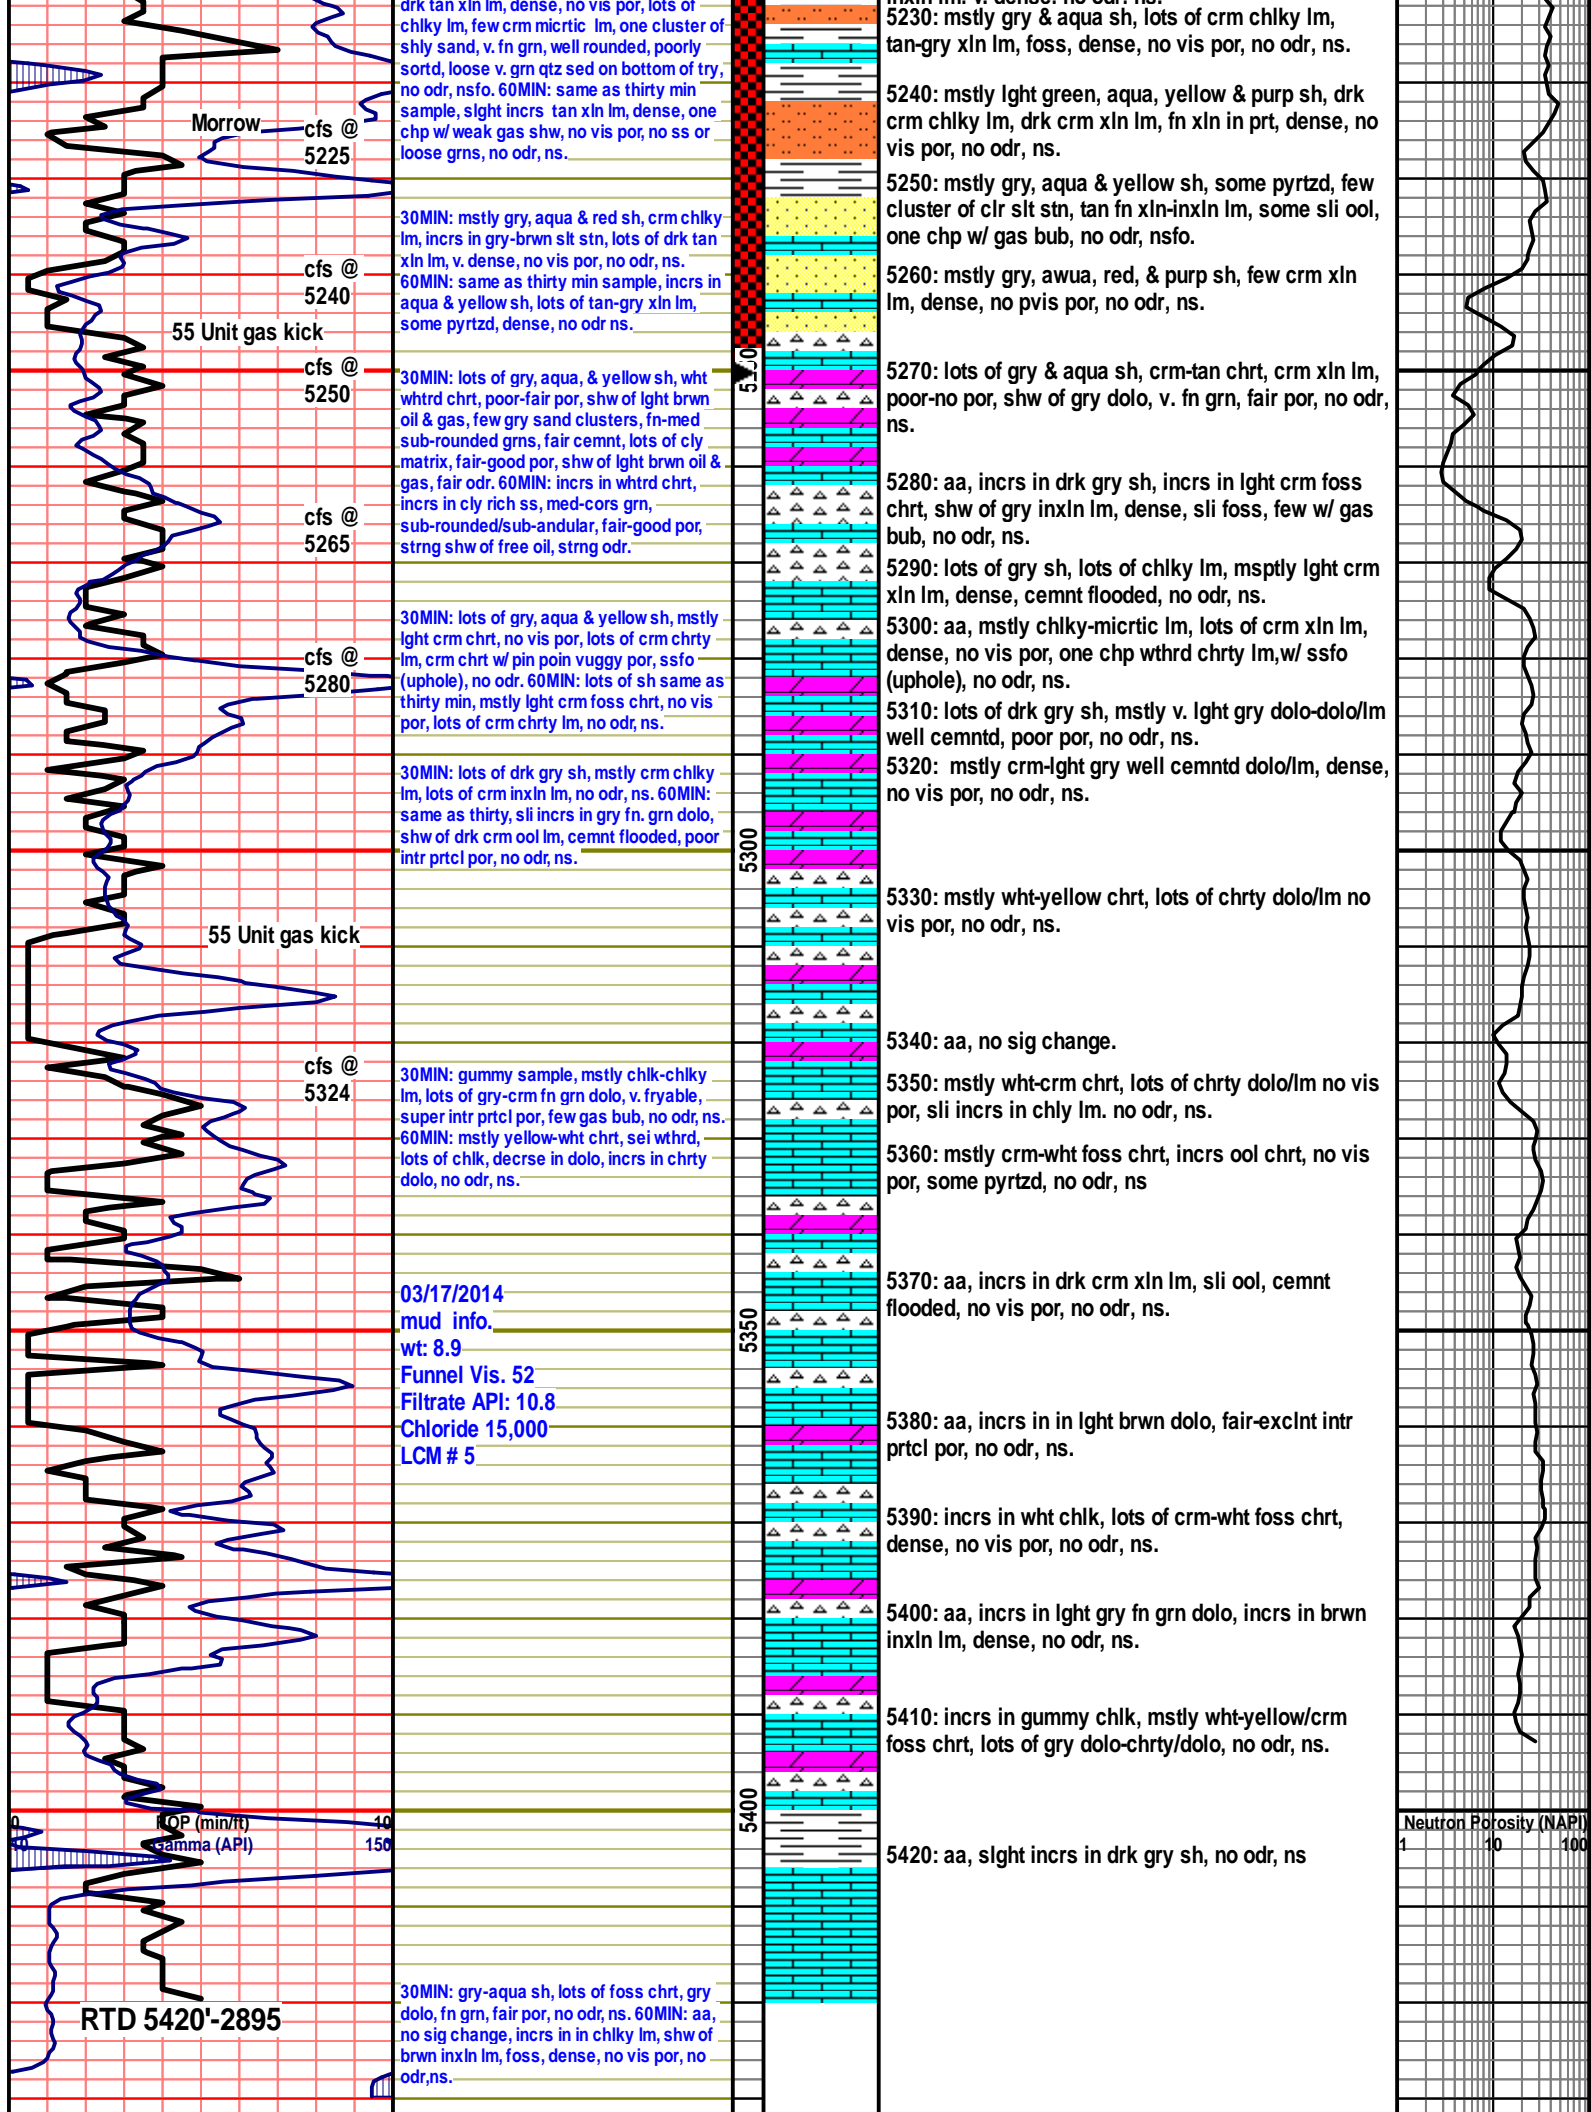 drk tan xln lm, dense, no vis por, lots of
chlky lm, few crm micrtic lm, one cluster of
shly sand, v. fn grn, well rounded, poorly
sortd, loose v. grn qtz sed on bottom of try,
no odr, nsfo. 60MIN: same as thirty min
sample, slght incrs tan xln lm, dense, one
chp w/ weak gas shw, no vis por, no ss or
loose grns, no odr, ns.
Morrow
cfs @
5225
30MIN: mstly gry, aqua & red sh, crm chlky
lm, incrs in gry-brwn slt stn, lots of drk tan
xln lm, v. dense, no vis por, no odr, ns.
60MIN: same as thirty min sample, incrs in
aqua & yellow sh, lots of tan-gry xln lm,
some pyrtzd, dense, no odr ns.
cfs @
5240
55 Unit gas kick
cfs @
5250
30MIN: lots of gry, aqua, & yellow sh, wht
whtrd chrt, poor-fair por, shw of lght brwn
oil & gas, few gry sand clusters, fn-med
sub-rounded grns, fair cemnt, lots of cly
matrix, fair-good por, shw of lght brwn oil &
gas, fair odr. 60MIN: incrs in whtrd chrt,
incrs in cly rich ss, med-cors grn,
sub-rounded/sub-andular, fair-good por,
strng shw of free oil, strng odr.
cfs @
5265
30MIN: lots of gry, aqua & yellow sh, mstly
lght crm chrt, no vis por, lots of crm chrty
lm, crm chrt w/ pin poin vuggy por, ssfo
(uphole), no odr. 60MIN: lots of sh same as
thirty min, mstly lght crm foss chrt, no vis
por, lots of crm chrty lm, no odr, ns.
cfs @
5280
30MIN: lots of drk gry sh, mstly crm chlky
lm, lots of crm inxln lm, no odr, ns. 60MIN:
same as thirty, sli incrs in gry fn. grn dolo,
shw of drk crm ool lm, cemnt flooded, poor
intr prtcl por, no odr, ns.
55 Unit gas kick
cfs @
5324
30MIN: gummy sample, mstly chlk-chlky
lm, lots of gry-crm fn grn dolo, v. fryable,
super intr prtcl por, few gas bub, no odr, ns.
60MIN: mstly yellow-wht chrt, sei wthrd,
lots of chlk, decrse in dolo, incrs in chrty
dolo, no odr, ns.
03/17/2014
mud info.
wt: 8.9
Funnel Vis. 52
Filtrate API: 10.8
Chloride 15,000
LCM # 5
0 ROP (min/ft) 10
Gamma (API) 150
RTD 5420'-2895
30MIN: gry-aqua sh, lots of foss chrt, gry
dolo, fn grn, fair por, no odr, ns. 60MIN: aa,
no sig change, incrs in in chlky lm, shw of
brwn inxln lm, foss, dense, no vis por, no
odr,ns.
5300
5350
5400
inxln lm. v. dense. no odr. ns.
5230: mstly gry & aqua sh, lots of crm chlky lm,
tan-gry xln lm, foss, dense, no vis por, no odr, ns.
5240: mstly lght green, aqua, yellow & purp sh, drk
crm chlky lm, drk crm xln lm, fn xln in prt, dense, no
vis por, no odr, ns.
5250: mstly gry, aqua & yellow sh, some pyrtzd, few
cluster of clr slt stn, tan fn xln-inxln lm, some sli ool,
one chp w/ gas bub, no odr, nsfo.
5260: mstly gry, awua, red, & purp sh, few crm xln
lm, dense, no pvis por, no odr, ns.
5270: lots of gry & aqua sh, crm-tan chrt, crm xln lm,
poor-no por, shw of gry dolo, v. fn grn, fair por, no odr,
ns.
5280: aa, incrs in drk gry sh, incrs in lght crm foss
chrt, shw of gry inxln lm, dense, sli foss, few w/ gas
bub, no odr, ns.
5290: lots of gry sh, lots of chlky lm, msptly lght crm
xln lm, dense, cemnt flooded, no odr, ns.
5300: aa, mstly chlky-micrtic lm, lots of crm xln lm,
dense, no vis por, one chp wthrd chrty lm,w/ ssfo
(uphole), no odr, ns.
5310: lots of drk gry sh, mstly v. lght gry dolo-dolo/lm
well cemntd, poor por, no odr, ns.
5320: mstly crm-lght gry well cemntd dolo/lm, dense,
no vis por, no odr, ns.
5330: mstly wht-yellow chrt, lots of chrty dolo/lm no
vis por, no odr, ns.
5340: aa, no sig change.
5350: mstly wht-crm chrt, lots of chrty dolo/lm no vis
por, sli incrs in chly lm. no odr, ns.
5360: mstly crm-wht foss chrt, incrs ool chrt, no vis
por, some pyrtzd, no odr, ns
5370: aa, incrs in drk crm xln lm, sli ool, cemnt
flooded, no vis por, no odr, ns.
5380: aa, incrs in in lght brwn dolo, fair-exclnt intr
prtcl por, no odr, ns.
5390: incrs in wht chlk, lots of crm-wht foss chrt,
dense, no vis por, no odr, ns.
5400: aa, incrs in lght gry fn grn dolo, incrs in brwn
inxln lm, dense, no odr, ns.
5410: incrs in gummy chlk, mstly wht-yellow/crm
foss chrt, lots of gry dolo-chrty/dolo, no odr, ns.
5420: aa, slght incrs in drk gry sh, no odr, ns
Neutron Porosity (NAPI)
1 10 100